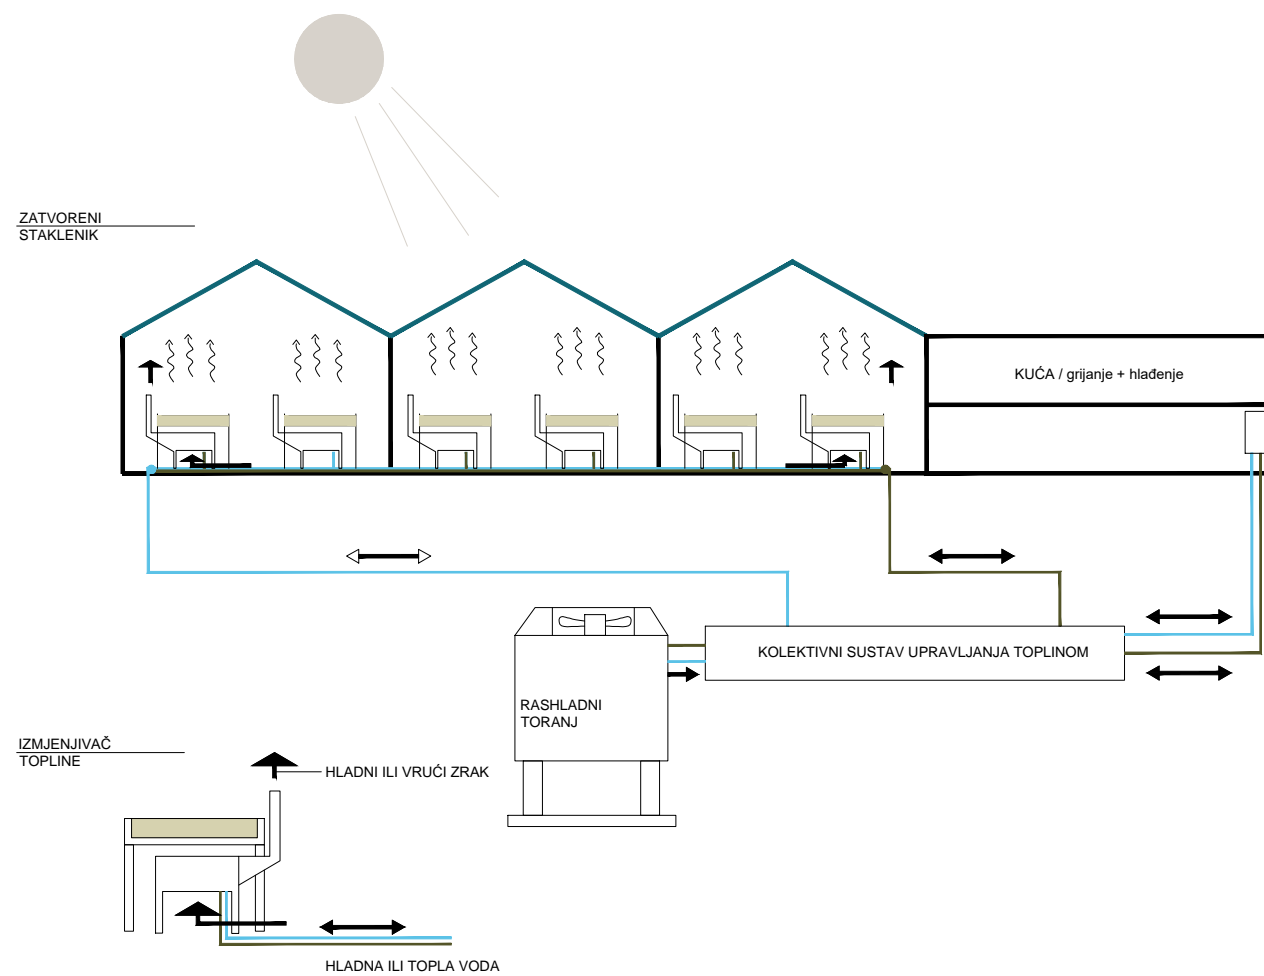 ZATVORENI
STAKLENIK
KUĆA / grijanje + hlađenje
KOLEKTIVNI SUSTAV UPRAVLJANJA TOPLINOM
RASHLADNI
TORANJ
IZMJENJIVAČ
TOPLINE
HLADNI ILI VRUĆI ZRAK
HLADNA ILI TOPLA VODA